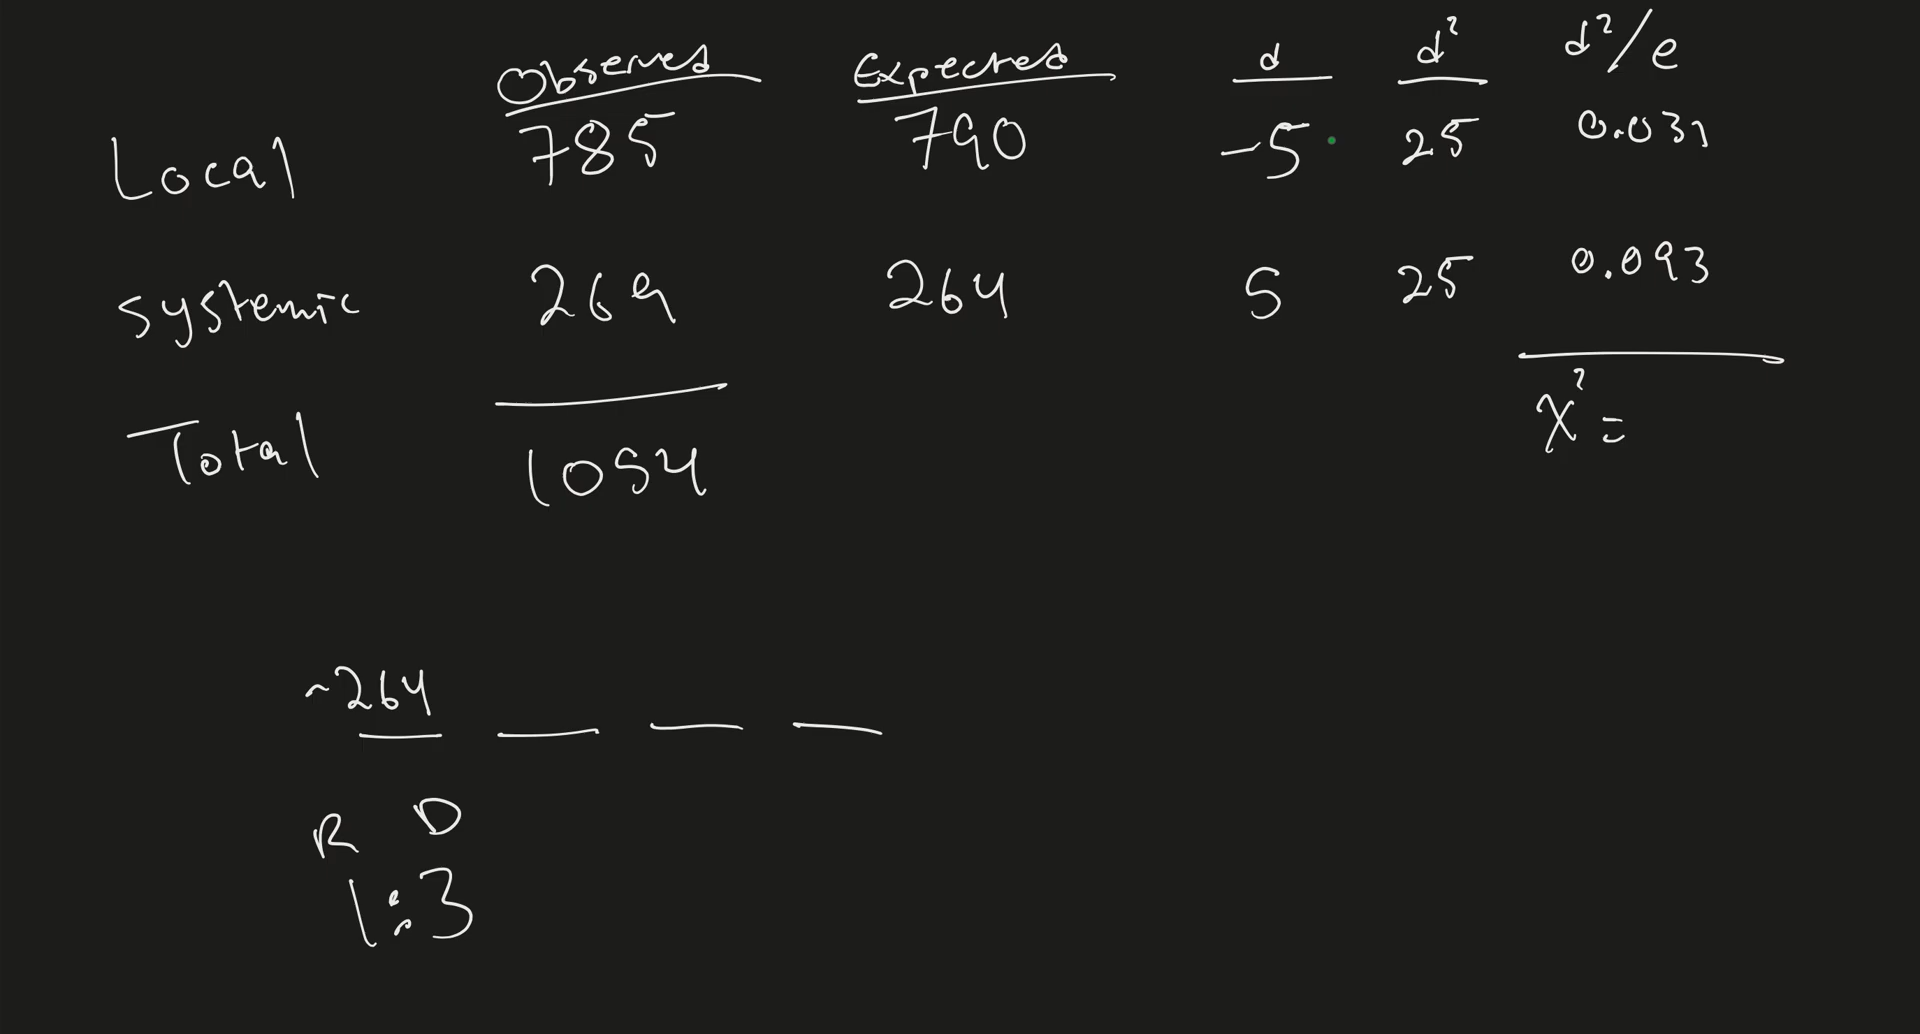 Observed Expected d d² d²/e
Local 785 790 -5 25 0.031
systemic 269 264 5 25 0.093
χ² =
Total 1054
~264
R D
1:3